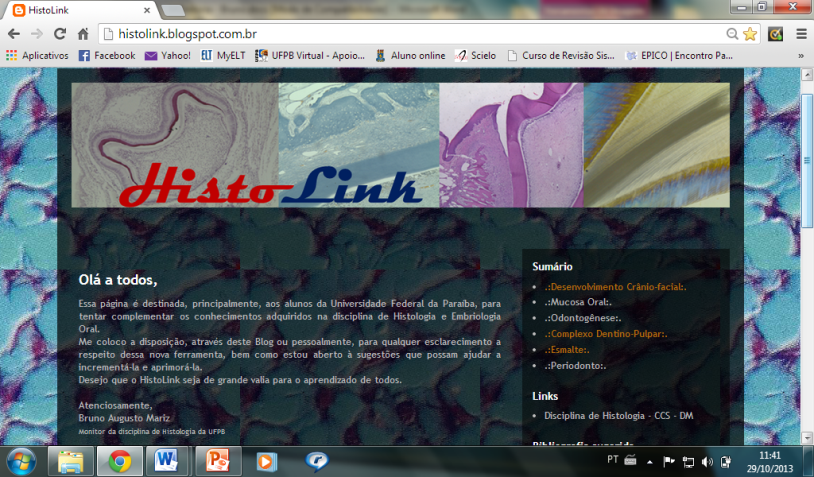 HistoLink
histolink.blogspot.com.br
Aplicativos Facebook Yahoo! MyELT UFPB Virtual - Apoio... Aluno online Scielo Curso de Revisão Sis... EPICO | Encontro Pa...
HistoLink
Olá a todos,
Essa página é destinada, principalmente, aos alunos da Universidade Federal da Paraíba, para
tentar complementar os conhecimentos adquiridos na disciplina de Histologia e Embriologia
Oral.
Me coloco a disposição, através deste Blog ou pessoalmente, para qualquer esclarecimento a
respeito dessa nova ferramenta, bem como estou aberto à sugestões que possam ajudar a
incrementá-la e aprimorá-la.
Desejo que o HistoLink seja de grande valia para o aprendizado de todos.
Atenciosamente,
Bruno Augusto Mariz
Monitor da disciplina de Histologia da UFPB
Sumário
.:Desenvolvimento Crânio-facial:.
.:Mucosa Oral:.
.:Odontogênese:.
.:Complexo Dentino-Pulpar:.
.:Esmalte:.
.:Periodonto:.
Links
Disciplina de Histologia - CCS - DM
Bibliografia sugerida
PT
11:41
29/10/2013